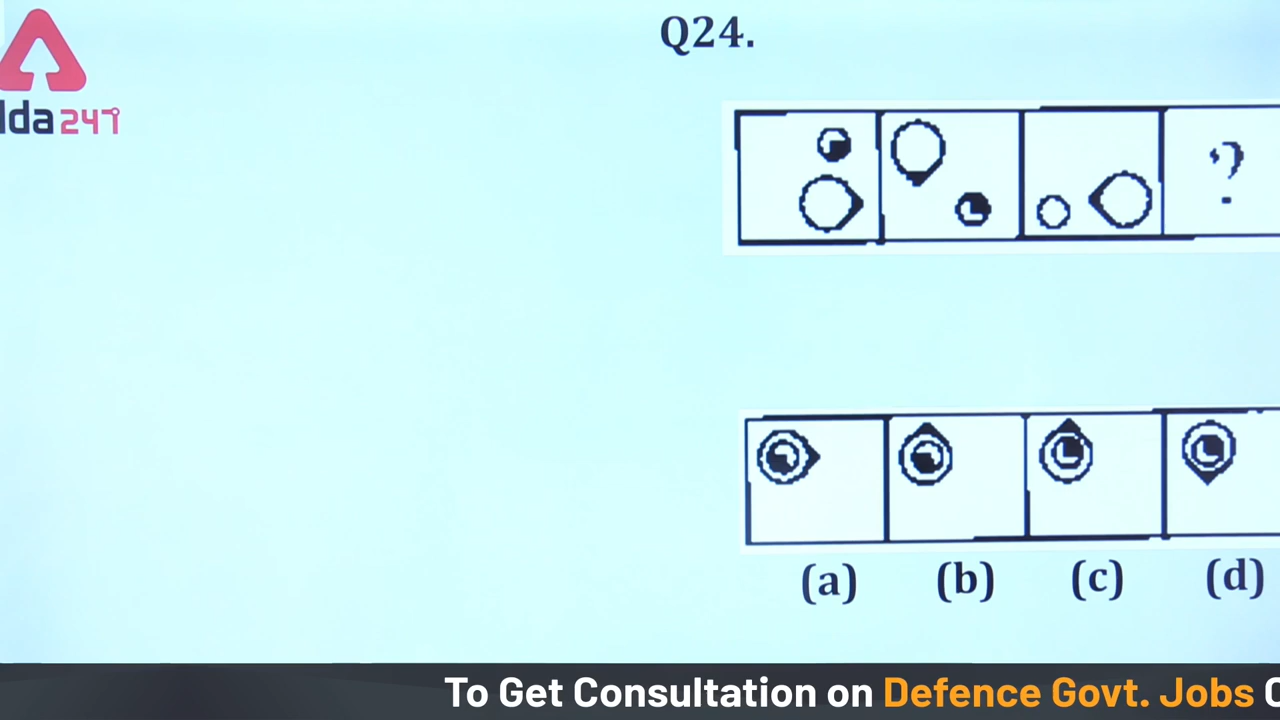 Q24.
lda 247
?
(a) (b) (c) (d)
To Get Consultation on Defence Govt. Jobs C